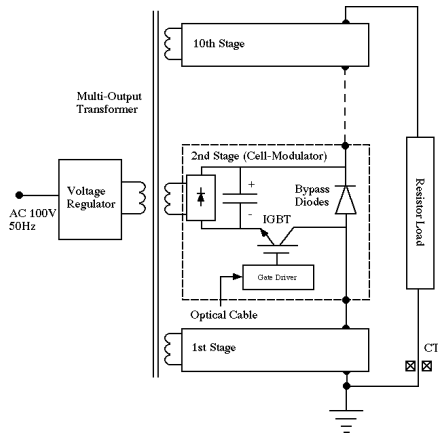 10th Stage
Multi-Output
Transformer
2nd Stage (Cell-Modulator)
+
-
Bypass
Diodes
IGBT
Gate Driver
Optical Cable
Voltage
Regulator
AC 100V
50Hz
Resistor Load
1st Stage
CT